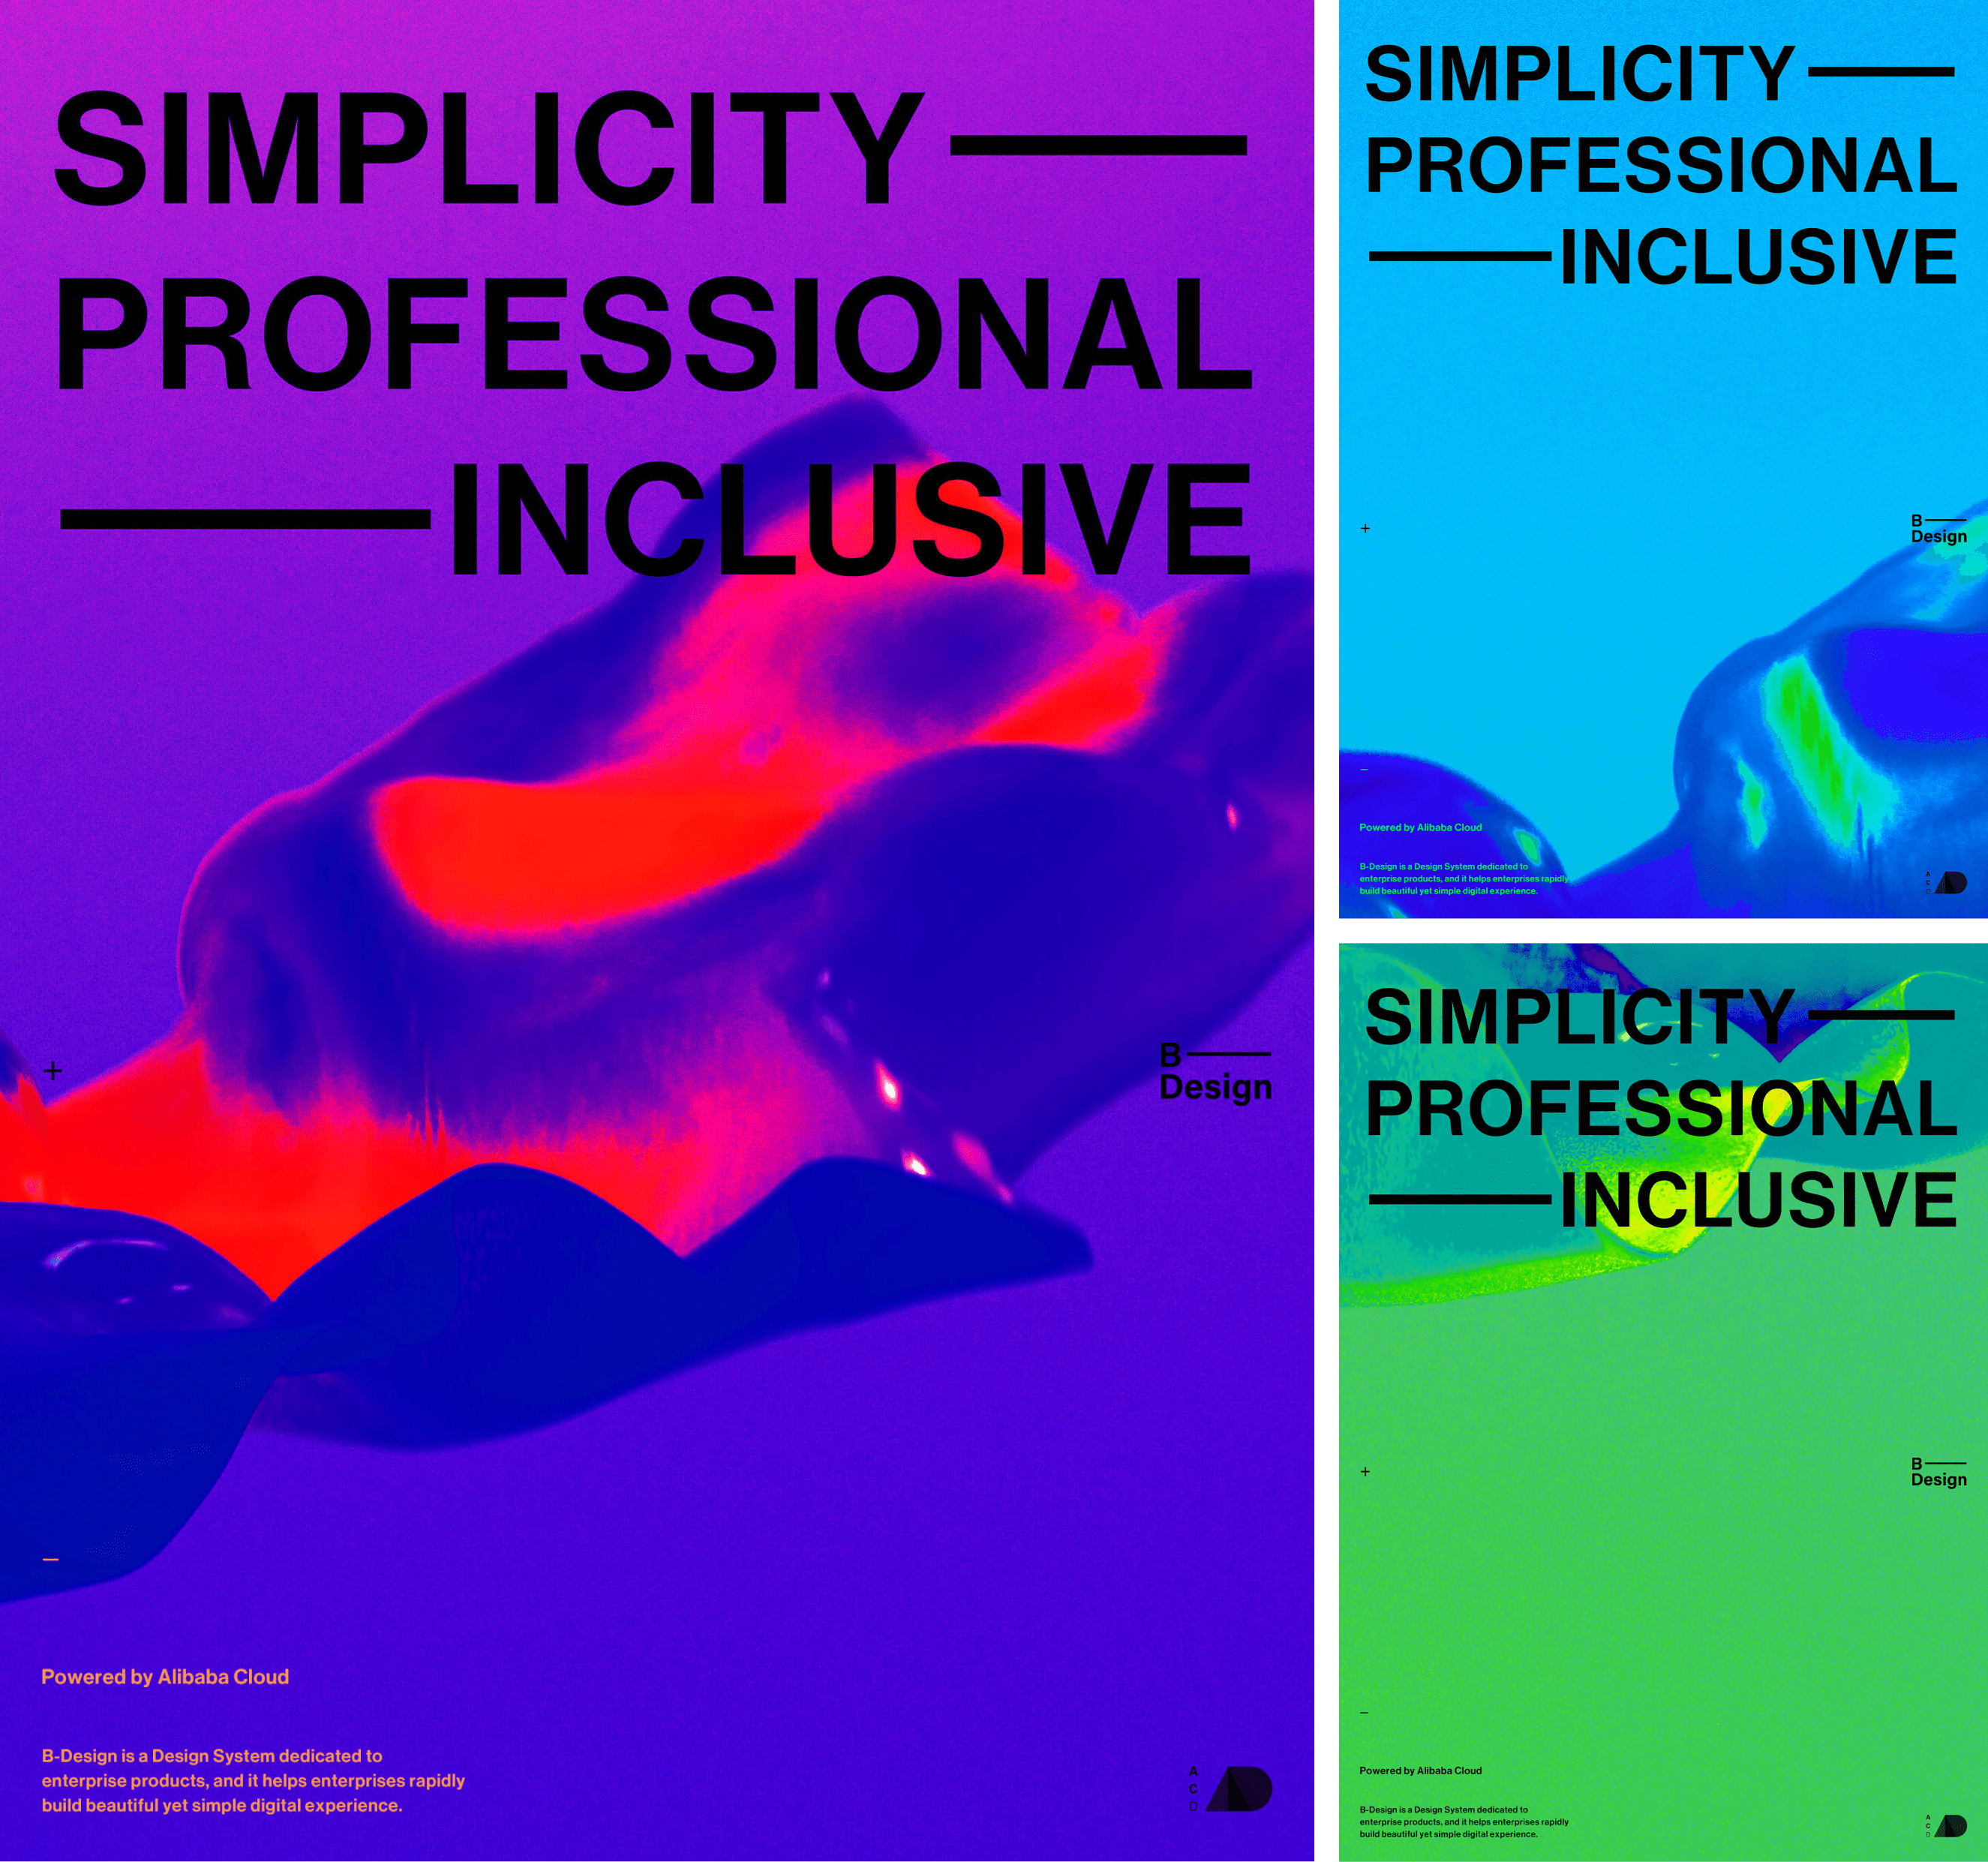 SIMPLICITY
PROFESSIONAL
INCLUSIVE
+
B
Design
Powered by Alibaba Cloud
B-Design is a Design System dedicated to
enterprise products, and it helps enterprises rapidly
build beautiful yet simple digital experience.
A
C
D
SIMPLICITY
PROFESSIONAL
INCLUSIVE
+
B
Design
Powered by Alibaba Cloud
B-Design is a Design System dedicated to
enterprise products, and it helps enterprises rapidly
build beautiful yet simple digital experience.
A
C
D
SIMPLICITY
PROFESSIONAL
INCLUSIVE
+
B
Design
Powered by Alibaba Cloud
B-Design is a Design System dedicated to
enterprise products, and it helps enterprises rapidly
build beautiful yet simple digital experience.
A
C
D